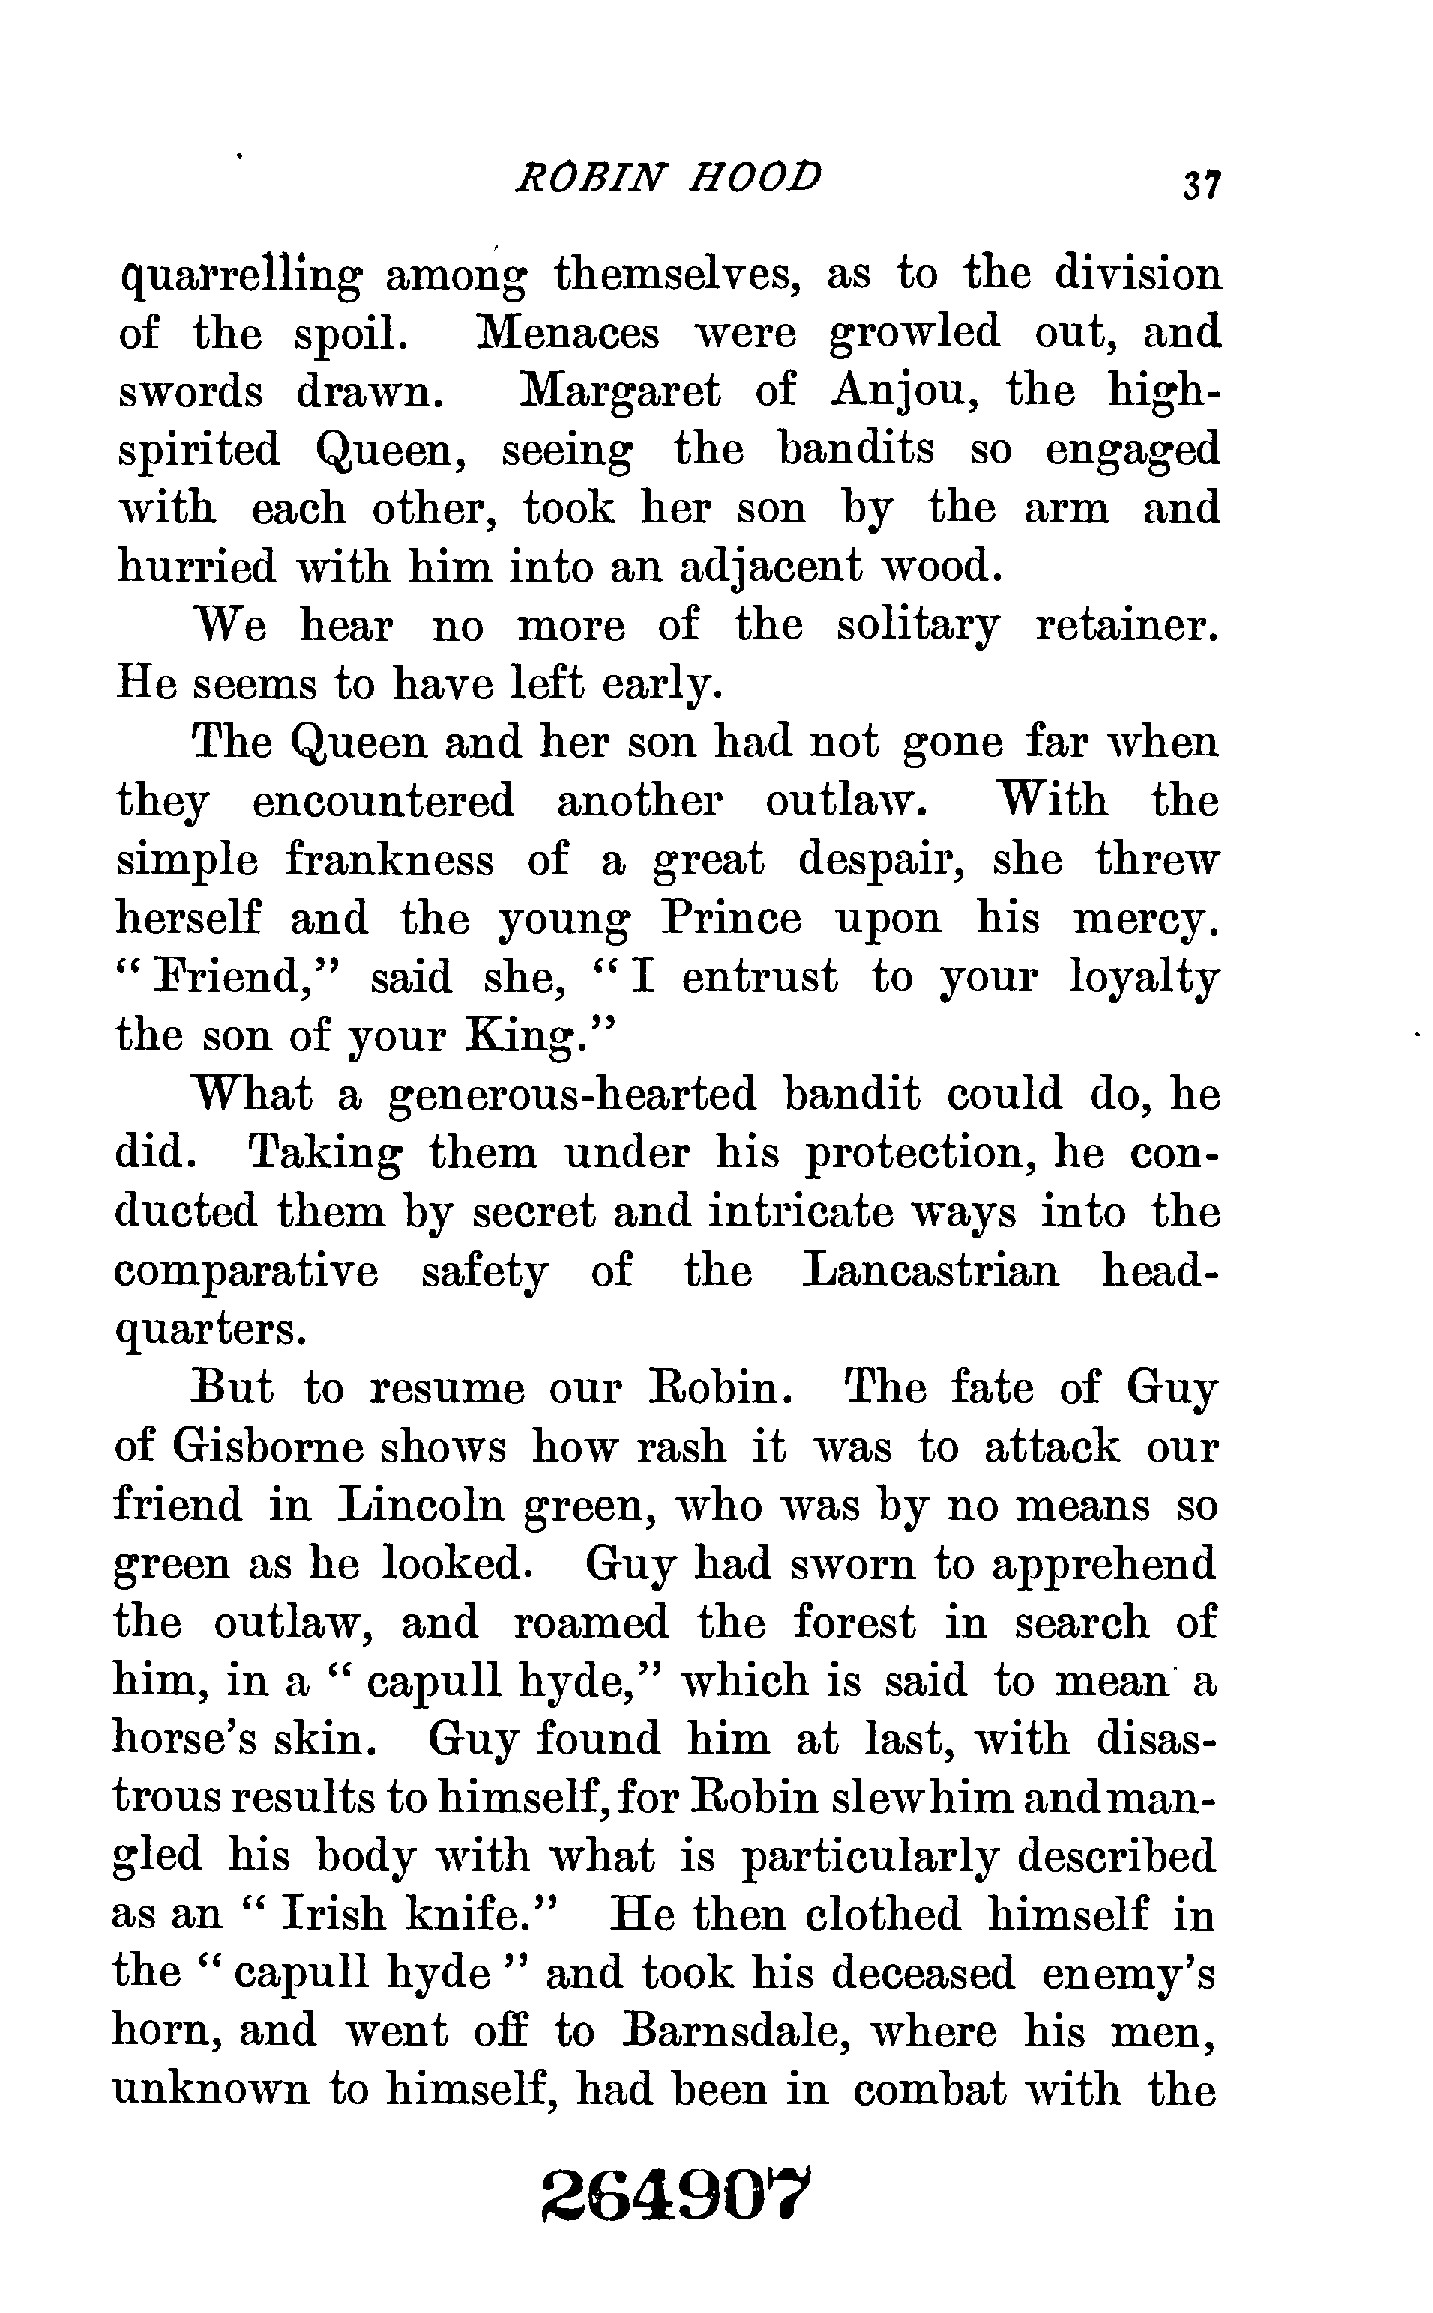 ROBIN HOOD 37
quarrelling among themselves, as to the division
of the spoil. Menaces were growled out, and
swords drawn. Margaret of Anjou, the high-
spirited Queen, seeing the bandits so engaged
with each other, took her son by the arm and
hurried with him into an adjacent wood.
We hear no more of the solitary retainer.
He seems to have left early.
The Queen and her son had not gone far when
they encountered another outlaw. With the
simple frankness of a great despair, she threw
herself and the young Prince upon his mercy.
“Friend,” said she, “I entrust to your loyalty
the son of your King.”
What a generous-hearted bandit could do, he
did. Taking them under his protection, he con-
ducted them by secret and intricate ways into the
comparative safety of the Lancastrian head-
quarters.
But to resume our Robin. The fate of Guy
of Gisborne shows how rash it was to attack our
friend in Lincoln green, who was by no means so
green as he looked. Guy had sworn to apprehend
the outlaw, and roamed the forest in search of
him, in a “ capull hyde,” which is said to mean a
horse’s skin. Guy found him at last, with disas-
trous results to himself, for Robin slew him and man-
gled his body with what is particularly described
as an “ Irish knife.” He then clothed himself in
the “ capull hyde ” and took his deceased enemy’s
horn, and went off to Barnsdale, where his men,
unknown to himself, had been in combat with the
264907